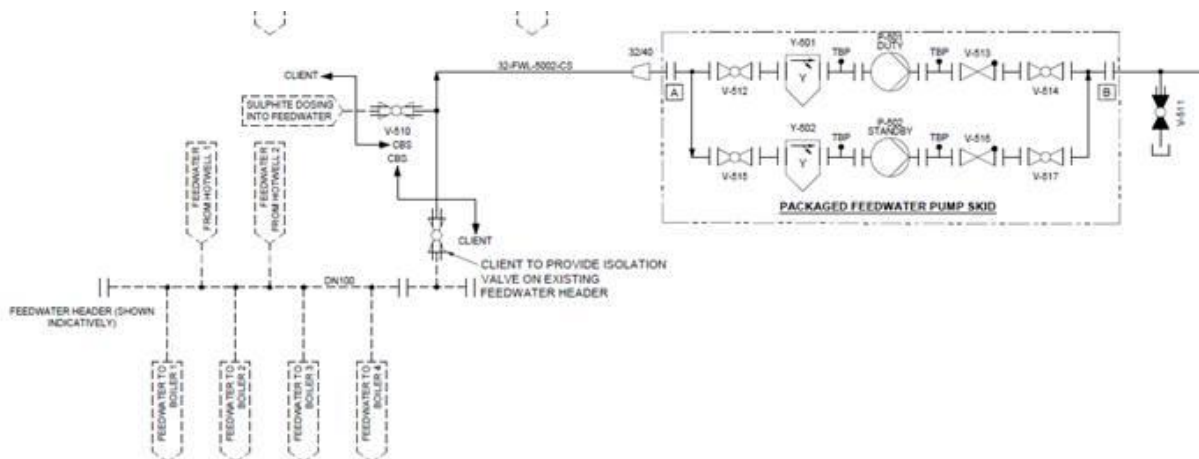 32-FWL-5002-CS
32/40
CLIENT
SULPHITE DOSING
INTO FEEDWATER
V-510
CBS
CBS
CLIENT
CLIENT TO PROVIDE ISOLATION
VALVE ON EXISTING
FEEDWATER HEADER
FEEDWATER
FROM HOTWELL 1
FEEDWATER
FROM HOTWELL 2
DN100
FEEDWATER HEADER (SHOWN
INDICATIVELY)
FEEDWATER TO
BOILER 1
FEEDWATER TO
BOILER 2
FEEDWATER TO
BOILER 3
FEEDWATER TO
BOILER 4
A
V-512
Y-501
Y
TBP
P-501
DUTY
TBP
V-513
V-514
B
V-515
Y-502
Y
TBP
P-502
STANDBY
TBP
V-516
V-517
PACKAGED FEEDWATER PUMP SKID
V-511